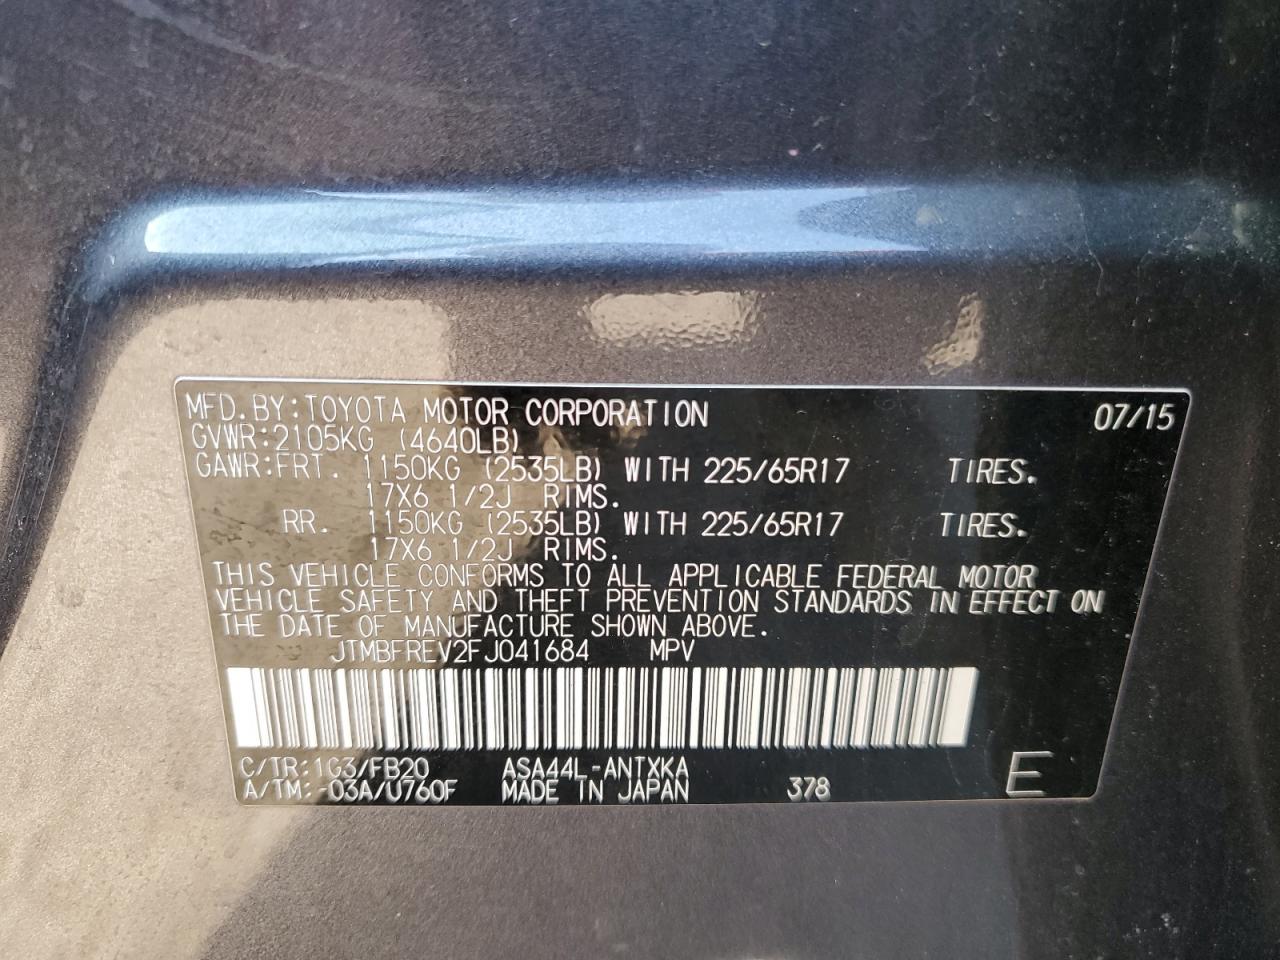 MFD.BY:TOYOTA MOTOR CORPORATION 07/15
GVWR:2105KG (4640LB)
GAWR:FRT. 1150KG (2535LB) WITH 225/65R17 TIRES.
17X6 1/2J RIMS.
RR. 1150KG (2535LB) WITH 225/65R17 TIRES.
17X6 1/2J RIMS.
THIS VEHICLE CONFORMS TO ALL APPLICABLE FEDERAL MOTOR
VEHICLE SAFETY AND THEFT PREVENTION STANDARDS IN EFFECT ON
THE DATE OF MANUFACTURE SHOWN ABOVE.
JTMBFREV2FJ041684 MPV
C/TR:1G3/FB20 ASA44L-ANTXKA
A/TM:-03A/U760F MADE IN JAPAN 378 E